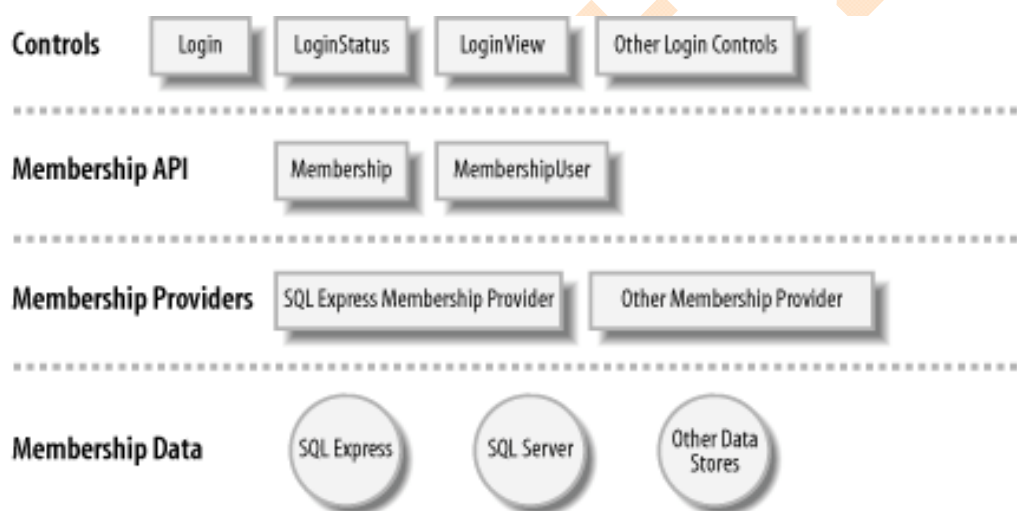 Controls Login LoginStatus LoginView Other Login Controls
Membership API Membership MembershipUser
Membership Providers SQL Express Membership Provider Other Membership Provider
Membership Data SQL Express SQL Server Other Data
Stores